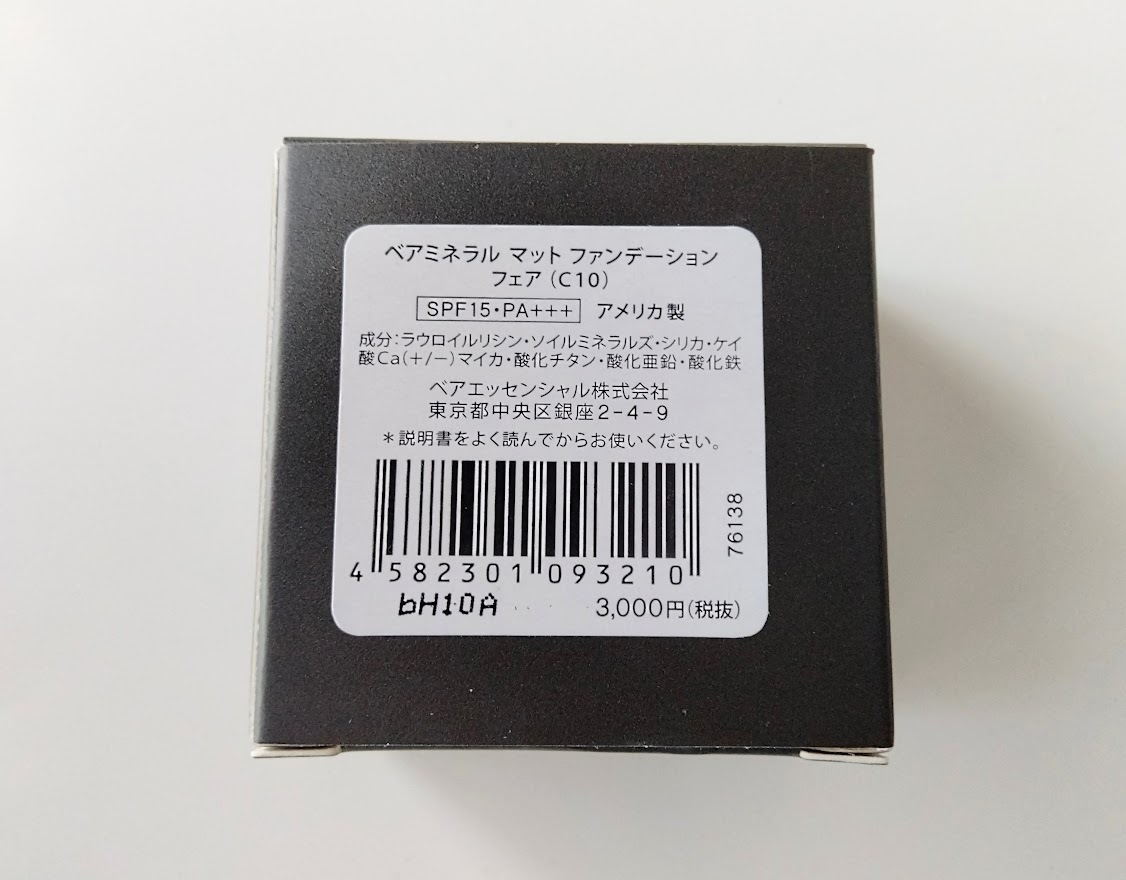 ベアミネラル マット ファンデーション
フェア（C10）
SPF15・PA+++ アメリカ製
成分：ラウロイルリシン・ソイルミネラルズ・シリカ・ケイ
酸Ca（+/−）マイカ・酸化チタン・酸化亜鉛・酸化鉄
ベアエッセンシャル株式会社
東京都中央区銀座2-4-9
＊説明書をよく読んでからお使いください。
76138
4 582301 093210
bH10A 3,000円（税抜）